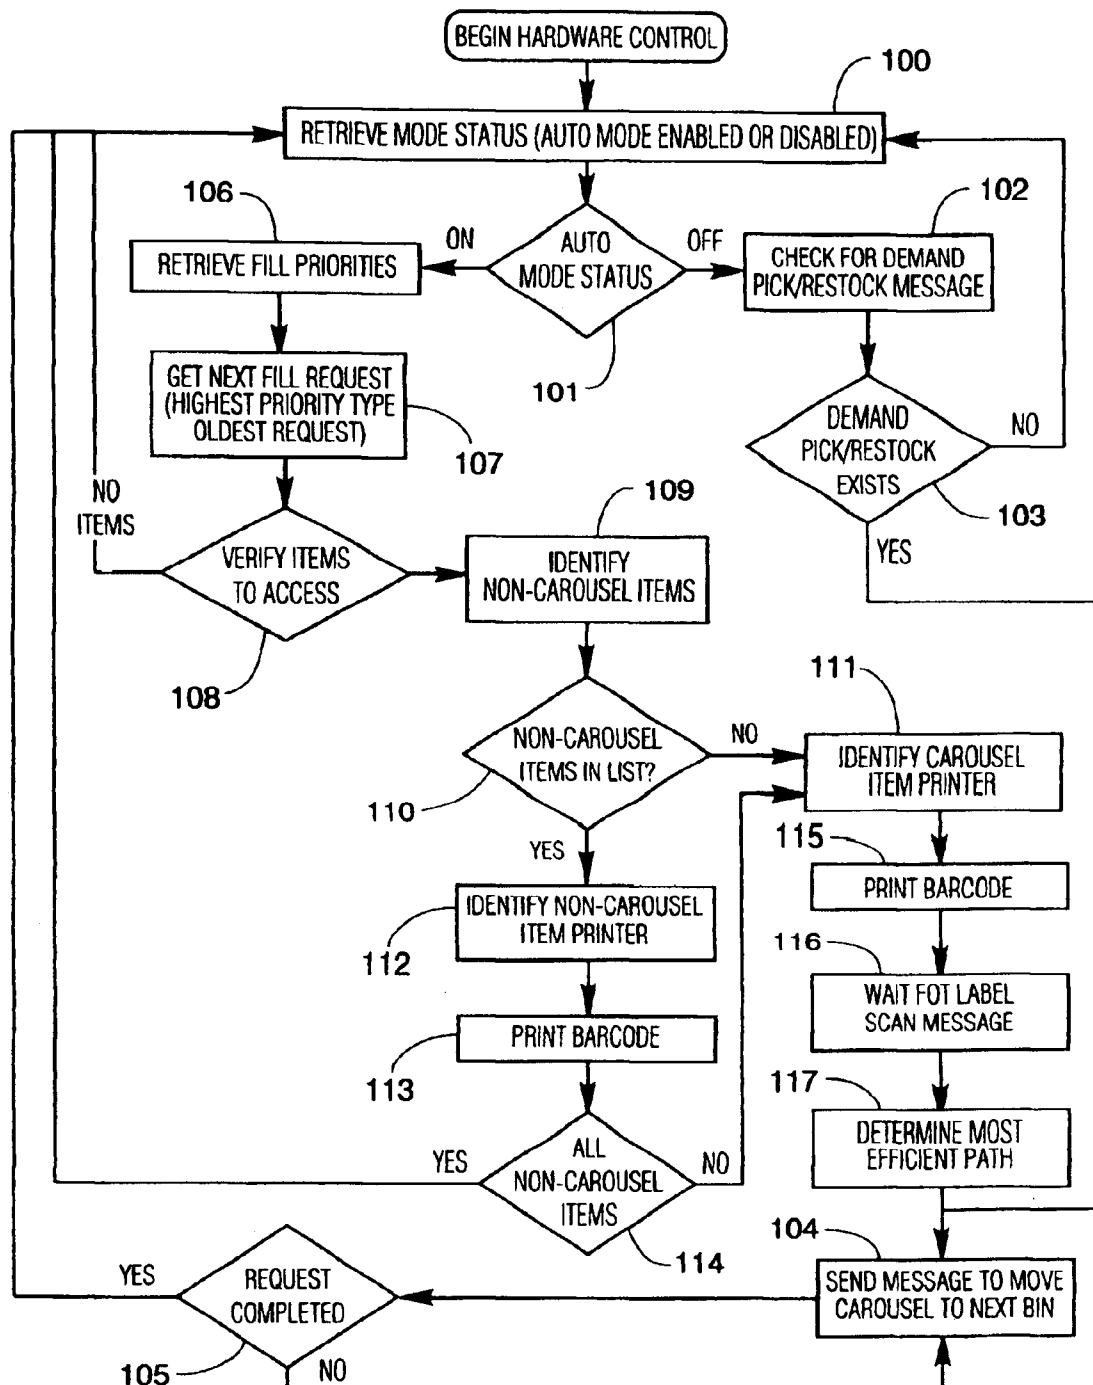 BEGIN HARDWARE CONTROL
100
RETRIEVE MODE STATUS (AUTO MODE ENABLED OR DISABLED)
106
102
ON
AUTO
MODE STATUS
OFF
RETRIEVE FILL PRIORITIES
CHECK FOR DEMAND
PICK/RESTOCK MESSAGE
101
GET NEXT FILL REQUEST
(HIGHEST PRIORITY TYPE
OLDEST REQUEST)
107
DEMAND
PICK/RESTOCK
EXISTS
NO
103
YES
NO
ITEMS
109
VERIFY ITEMS
TO ACCESS
IDENTIFY
NON-CAROUSEL ITEMS
108
111
NON-CAROUSEL
ITEMS IN LIST?
NO
IDENTIFY CAROUSEL
ITEM PRINTER
110
YES
115
PRINT BARCODE
IDENTIFY NON-CAROUSEL
ITEM PRINTER
112
116
WAIT FOT LABEL
SCAN MESSAGE
PRINT BARCODE
113
117
DETERMINE MOST
EFFICIENT PATH
YES
ALL
NON-CAROUSEL
ITEMS
NO
114
104
SEND MESSAGE TO MOVE
CAROUSEL TO NEXT BIN
YES
REQUEST
COMPLETED
105
NO